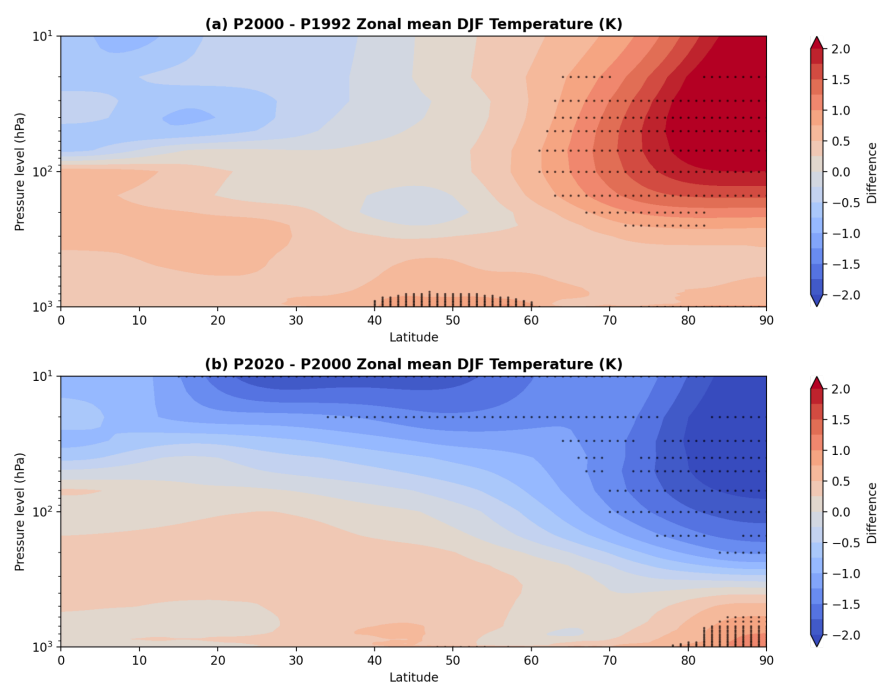 (a) P2000 - P1992 Zonal mean DJF Temperature (K)
10¹
10²
10³
Pressure level (hPa)
0 10 20 30 40 50 60 70 80 90
Latitude
2.0
1.5
1.0
0.5
0.0
−0.5
−1.0
−1.5
−2.0
Difference
(b) P2020 - P2000 Zonal mean DJF Temperature (K)
10¹
10²
10³
Pressure level (hPa)
0 10 20 30 40 50 60 70 80 90
Latitude
2.0
1.5
1.0
0.5
0.0
−0.5
−1.0
−1.5
−2.0
Difference